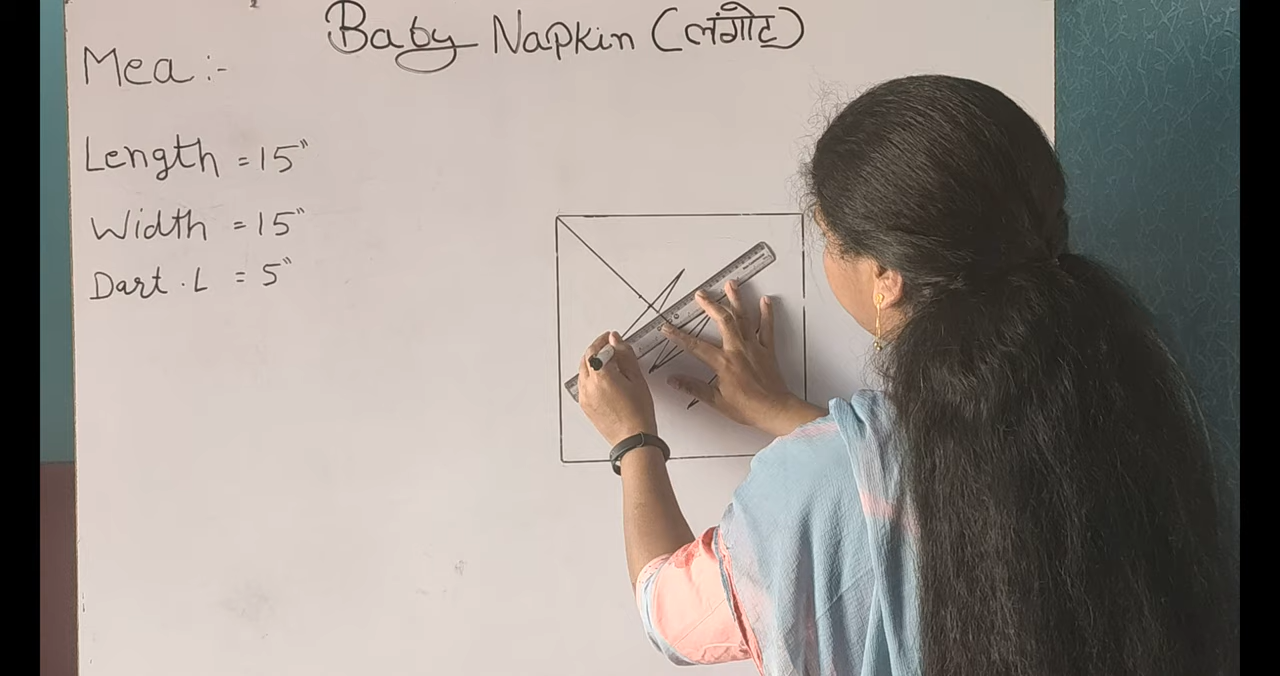 Baby Napkin (लंगोट)
Mea :-
Length = 15"
Width = 15"
Dart . L = 5"